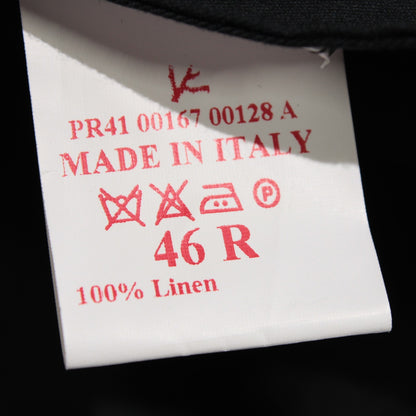 PR41 00167 00128 A
MADE IN ITALY
P
46 R
100% Linen